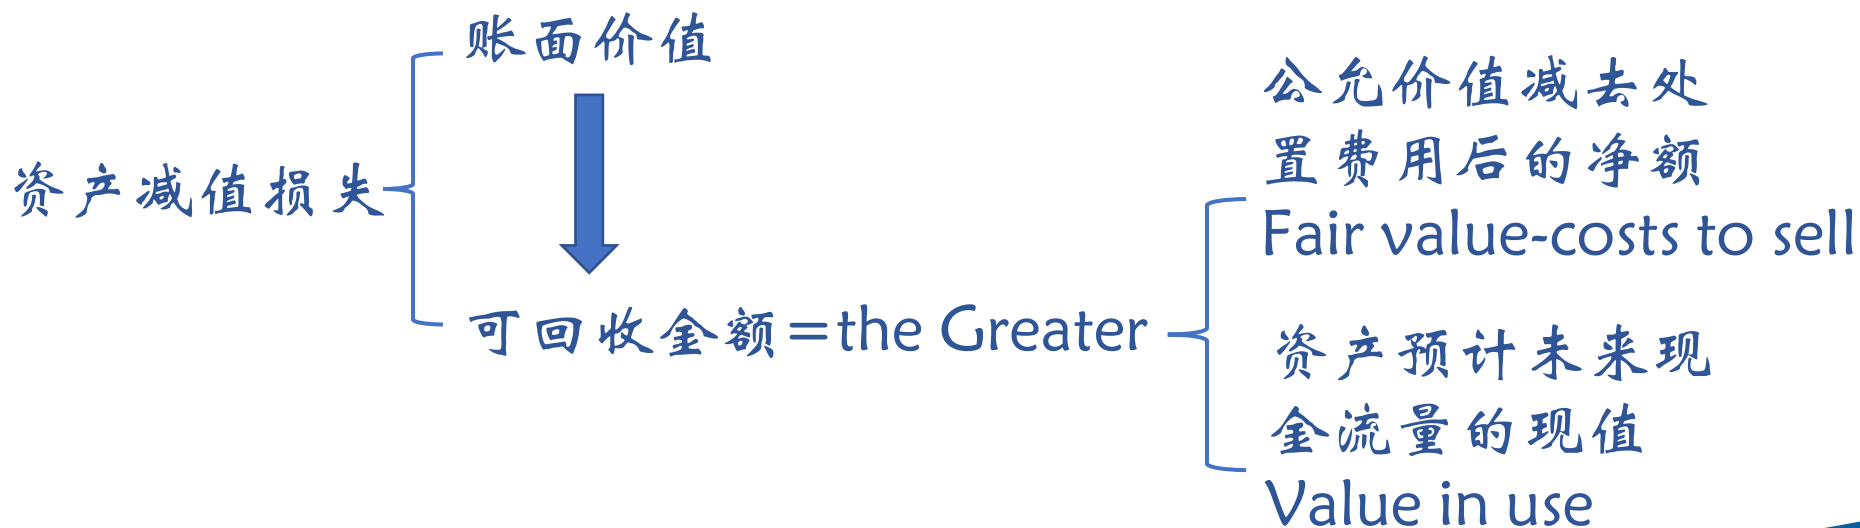 账面价值
资产减值损失
可回收金额=the Greater
公允价值减去处
置费用后的净额
Fair value-costs to sell
资产预计未来现
金流量的现值
Value in use